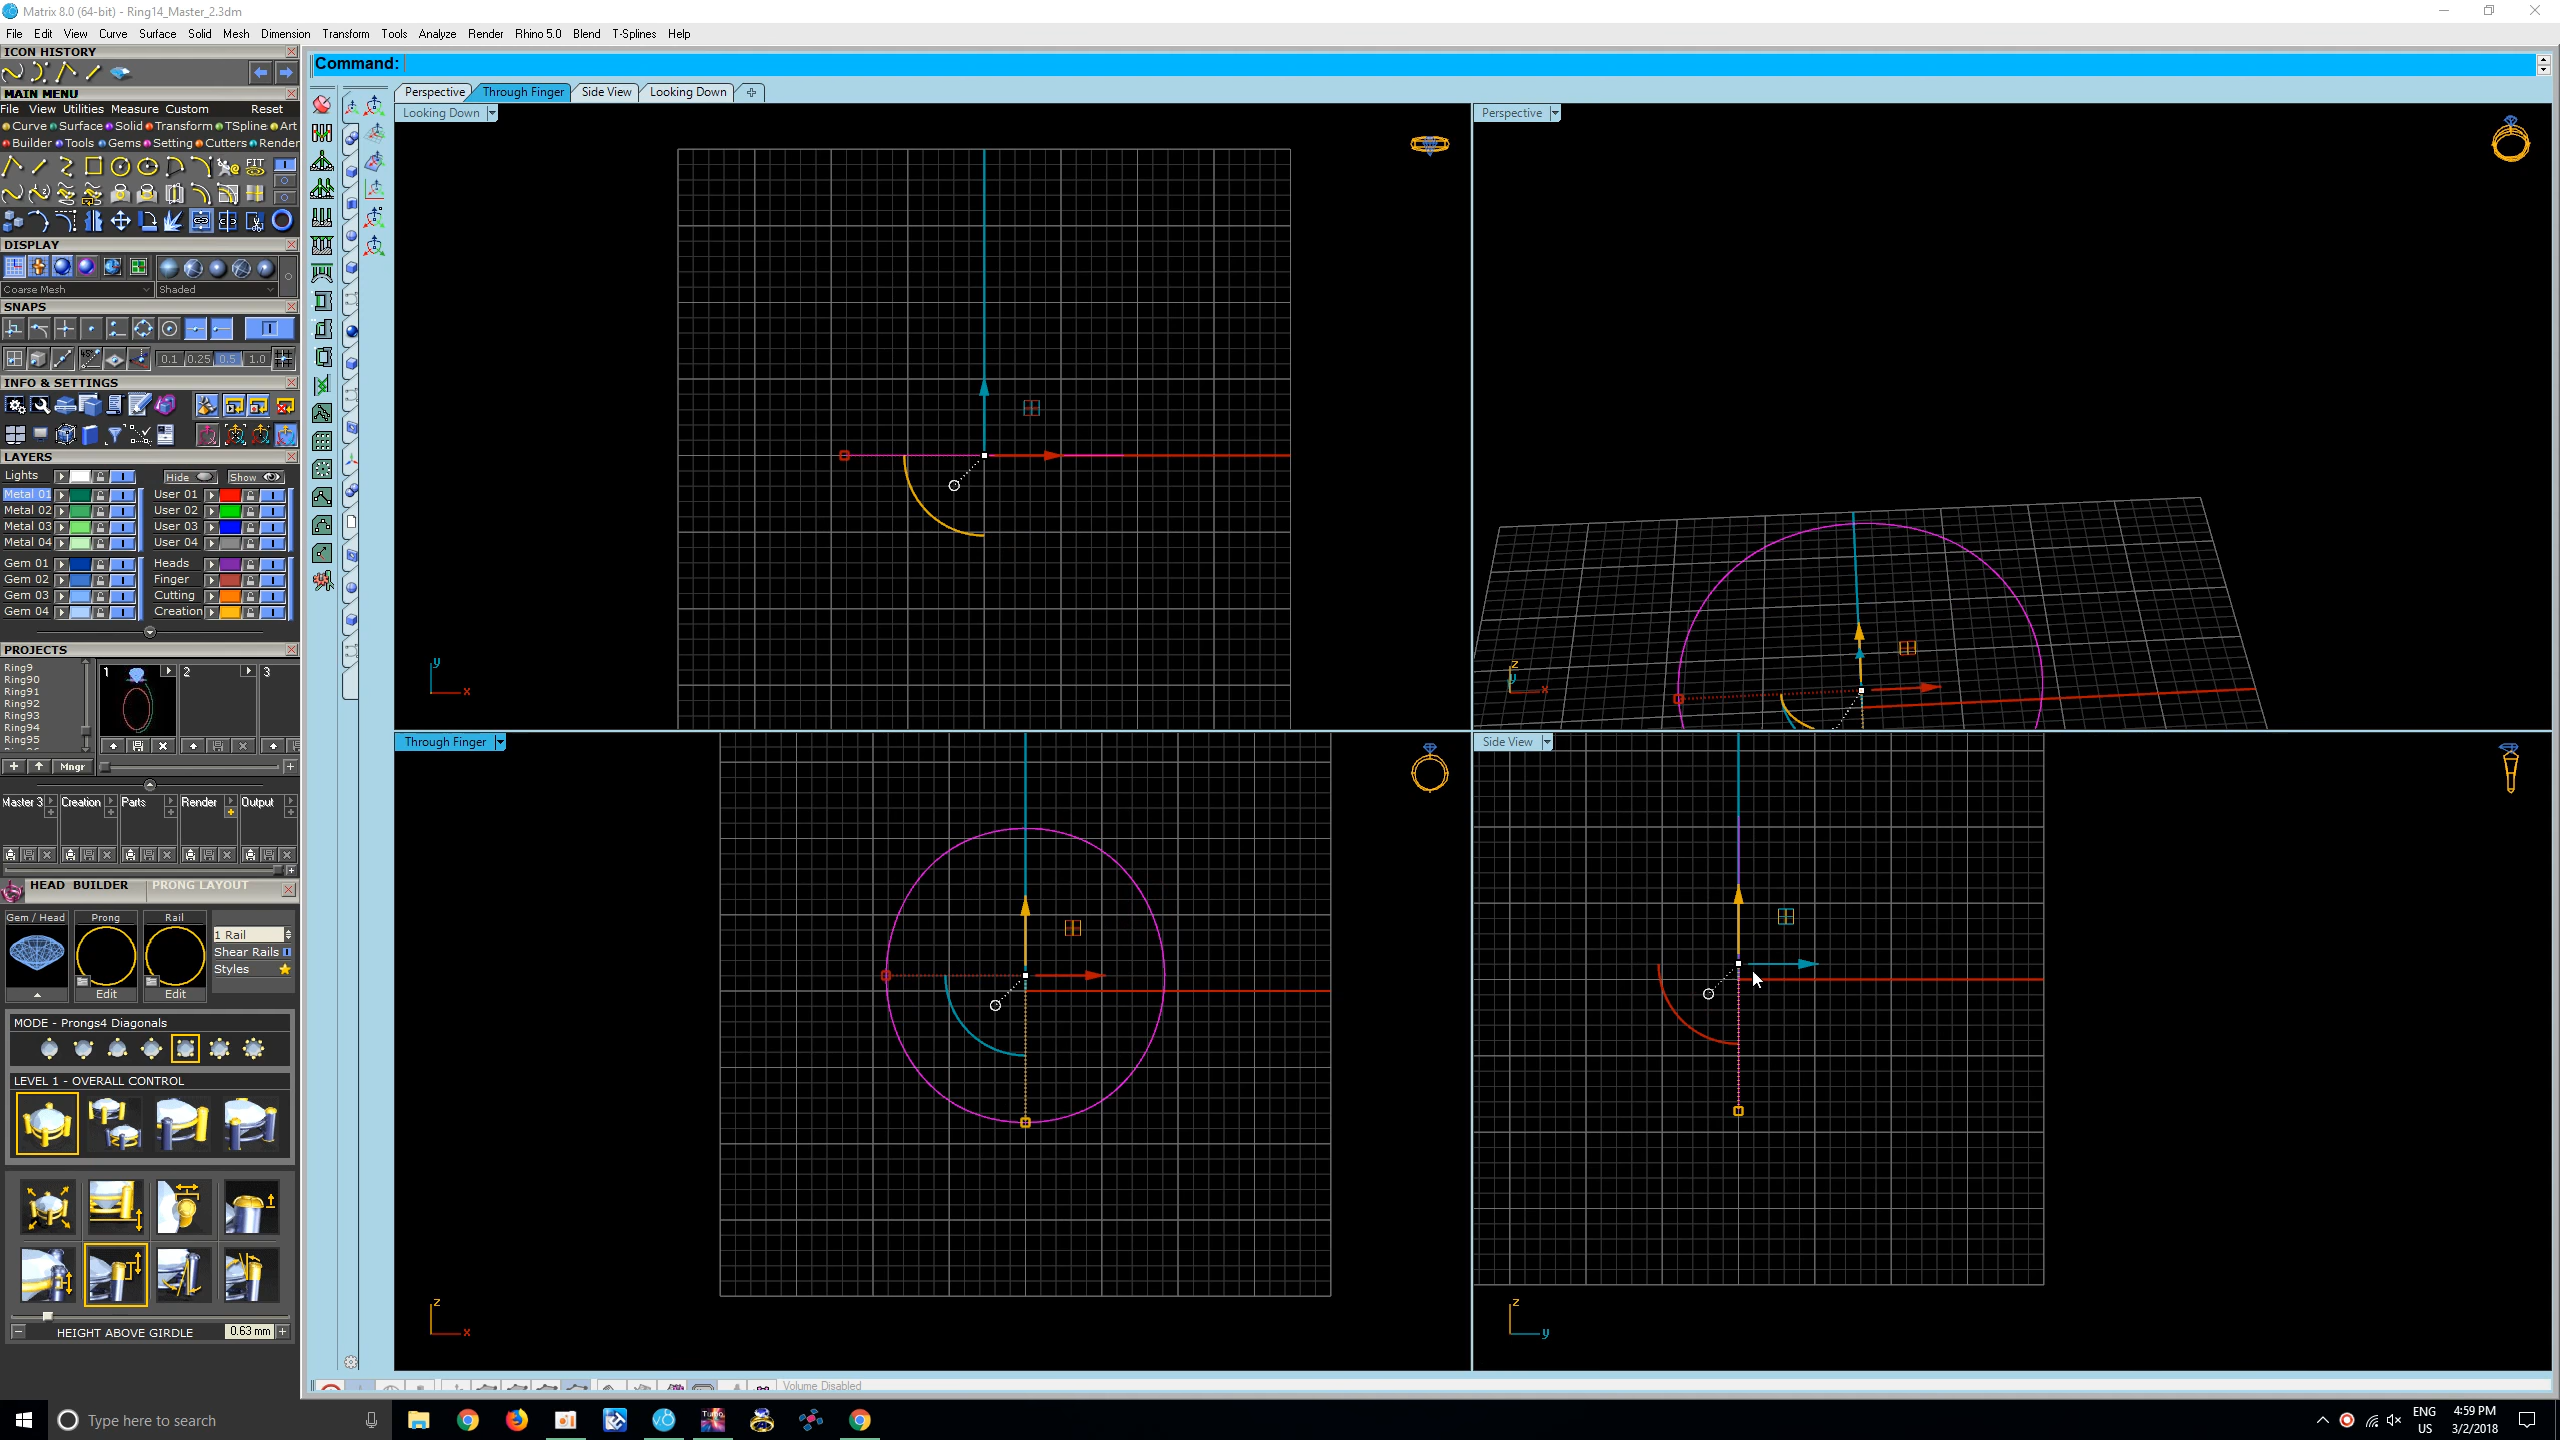 Matrix 8.0 (64-bit) - Ring14_Master_2.3dm
File Edit View Curve Surface Solid Mesh Dimension Transform Tools Analyze Render Rhino 5.0 Blend T-Splines Help
ICON HISTORY
Command:
MAIN MENU
File View Utilities Measure Custom Reset
Curve Surface Solid Transform TSpline Art
Builder Tools Gems Setting Cutters Render
Perspective Through Finger Side View Looking Down
Looking Down
Perspective
FIT
DISPLAY
Coarse Mesh Shaded
SNAPS
0.1 0.25 0.5 1.0
INFO & SETTINGS
LAYERS
Lights Hide Show
Metal 01 User 01
Metal 02 User 02
Metal 03 User 03
Metal 04 User 04
Gem 01 Heads
Gem 02 Finger
Gem 03 Cutting
Gem 04 Creation
PROJECTS
Ring9
Ring90
Ring91
Ring92
Ring93
Ring94
Ring95
1 2 3
Mngr
y
x
z
y
x
Through Finger
Side View
Master 3 Creation Parts Render Output
HEAD BUILDER PRONG LAYOUT
Gem / Head Prong Rail
1 Rail
Shear Rails
Styles
Edit Edit
MODE - Prongs4 Diagonals
LEVEL 1 - OVERALL CONTROL
HEIGHT ABOVE GIRDLE 0.63 mm
z
x
z
y
Volume Disabled
Type here to search
ENG
US
4:59 PM
3/2/2018